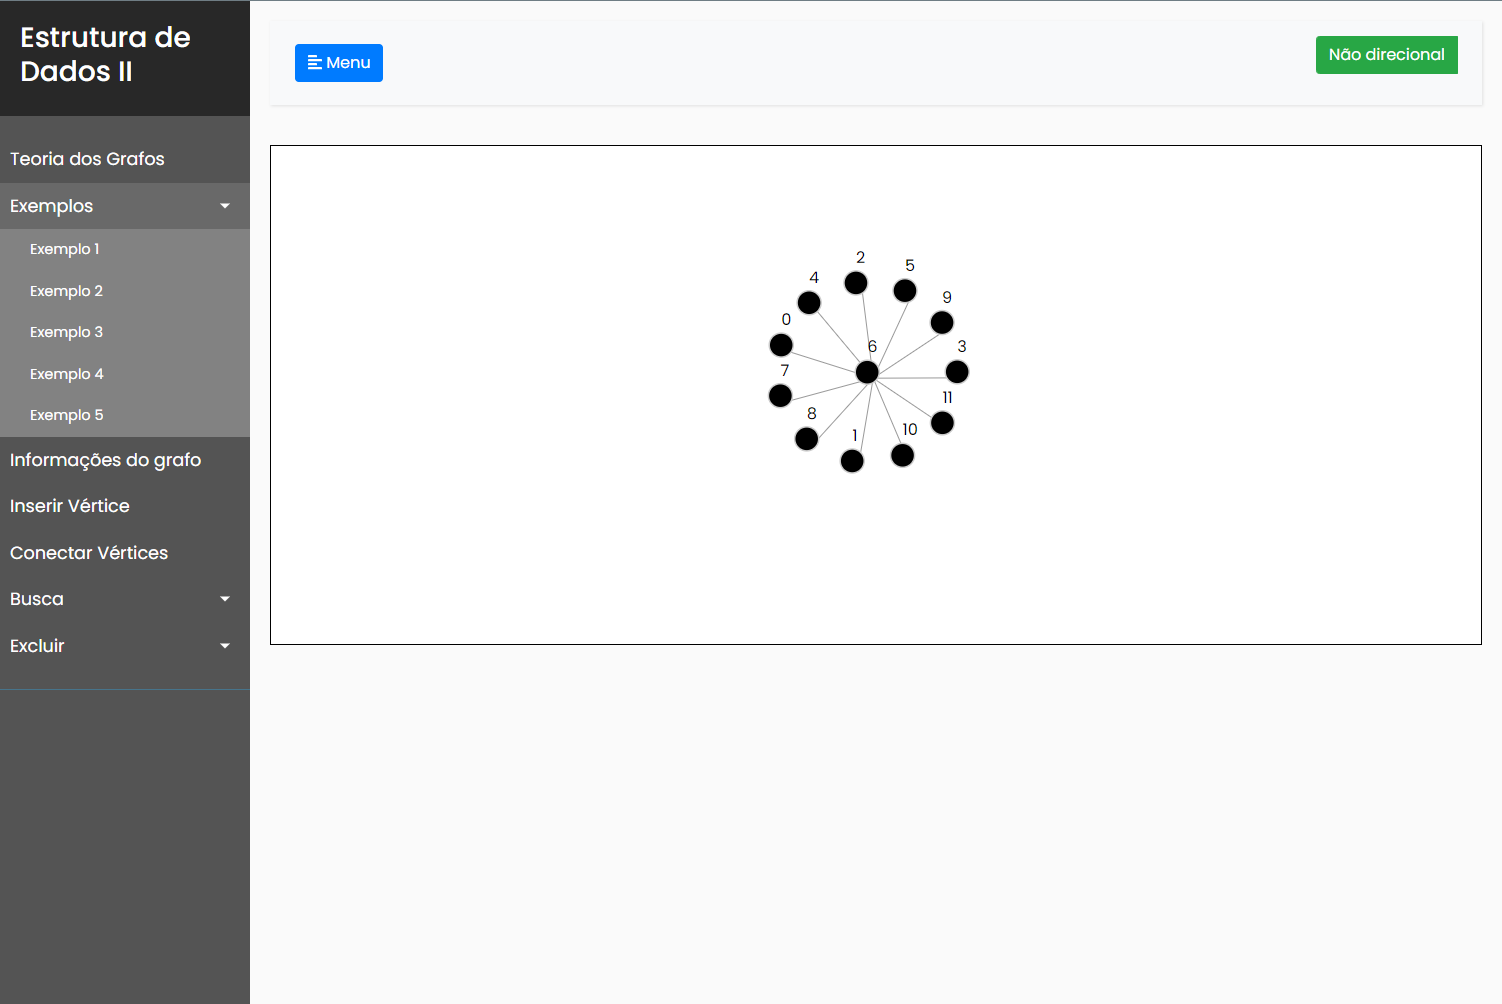 Estrutura de
Dados II
Menu
Não direcional
Teoria dos Grafos
Exemplos
Exemplo 1
Exemplo 2
Exemplo 3
Exemplo 4
Exemplo 5
Informações do grafo
Inserir Vértice
Conectar Vértices
Busca
Excluir
2
5
4
9
0
6
3
7
11
8
10
1